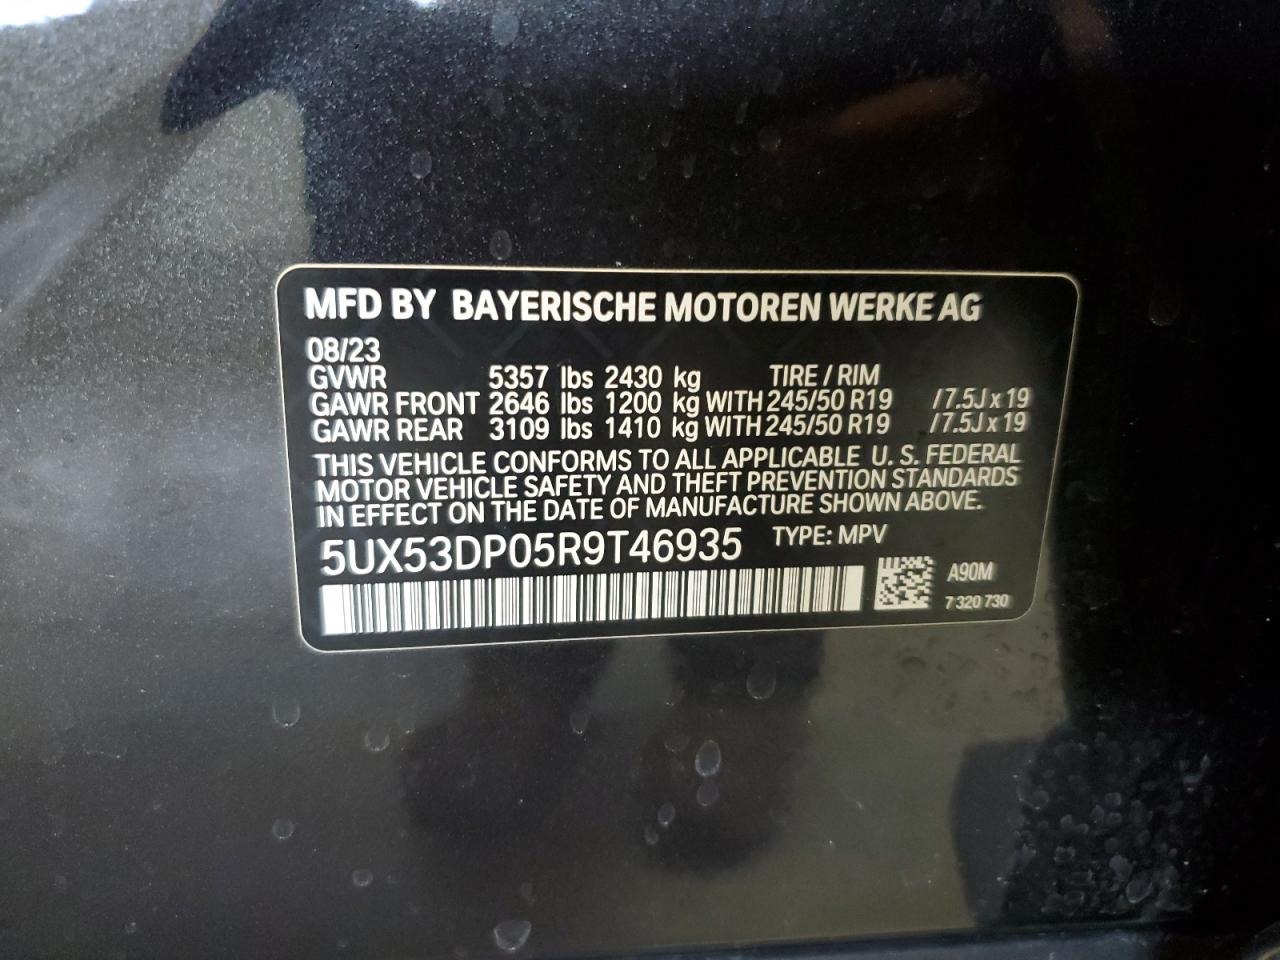 MFD BY BAYERISCHE MOTOREN WERKE AG
08/23
GVWR 5357 lbs 2430 kg TIRE / RIM
GAWR FRONT 2646 lbs 1200 kg WITH 245/50 R19 / 7.5J x 19
GAWR REAR 3109 lbs 1410 kg WITH 245/50 R19 / 7.5J x 19
THIS VEHICLE CONFORMS TO ALL APPLICABLE U. S. FEDERAL
MOTOR VEHICLE SAFETY AND THEFT PREVENTION STANDARDS
IN EFFECT ON THE DATE OF MANUFACTURE SHOWN ABOVE.
5UX53DP05R9T46935 TYPE: MPV
A90M
7 320 730